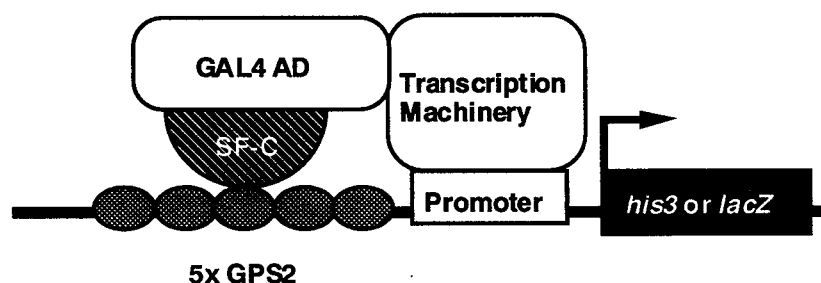 GAL4 AD
Transcription
Machinery
SF-C
Promoter
his3 or lacZ
5x GPS2